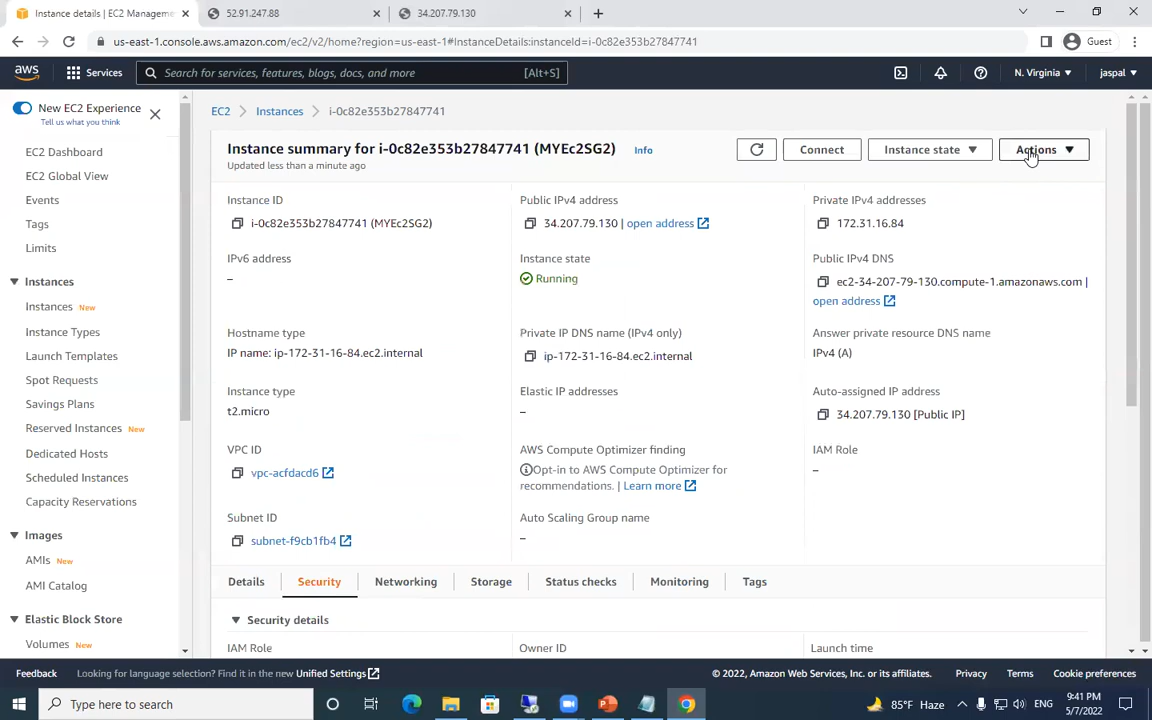 Instance details | EC2 Manageme
52.91.247.88
34.207.79.130
us-east-1.console.aws.amazon.com/ec2/v2/home?region=us-east-1#InstanceDetails:instanceId=i-0c82e353b27847741
Guest
aws
Services
Search for services, features, blogs, docs, and more
[Alt+S]
N. Virginia
jaspal
New EC2 Experience
Tell us what you think
EC2 Dashboard
EC2 Global View
Events
Tags
Limits
Instances
Instances New
Instance Types
Launch Templates
Spot Requests
Savings Plans
Reserved Instances New
Dedicated Hosts
Scheduled Instances
Capacity Reservations
Images
AMIs New
AMI Catalog
Elastic Block Store
Volumes New
EC2
Instances
i-0c82e353b27847741
Instance summary for i-0c82e353b27847741 (MYEc2SG2) Info
Updated less than a minute ago
Connect
Instance state
Actions
Instance ID
i-0c82e353b27847741 (MYEc2SG2)
Public IPv4 address
34.207.79.130 | open address
Private IPv4 addresses
172.31.16.84
IPv6 address
–
Instance state
Running
Public IPv4 DNS
ec2-34-207-79-130.compute-1.amazonaws.com |
open address
Hostname type
IP name: ip-172-31-16-84.ec2.internal
Private IP DNS name (IPv4 only)
ip-172-31-16-84.ec2.internal
Answer private resource DNS name
IPv4 (A)
Instance type
t2.micro
Elastic IP addresses
–
Auto-assigned IP address
34.207.79.130 [Public IP]
VPC ID
vpc-acfdacd6
AWS Compute Optimizer finding
Opt-in to AWS Compute Optimizer for
recommendations. | Learn more
IAM Role
–
Subnet ID
subnet-f9cb1fb4
Auto Scaling Group name
–
Details
Security
Networking
Storage
Status checks
Monitoring
Tags
Security details
IAM Role
Owner ID
Launch time
Feedback
Looking for language selection? Find it in the new Unified Settings
© 2022, Amazon Web Services, Inc. or its affiliates.
Privacy
Terms
Cookie preferences
Type here to search
85°F Haze
ENG
9:41 PM
5/7/2022